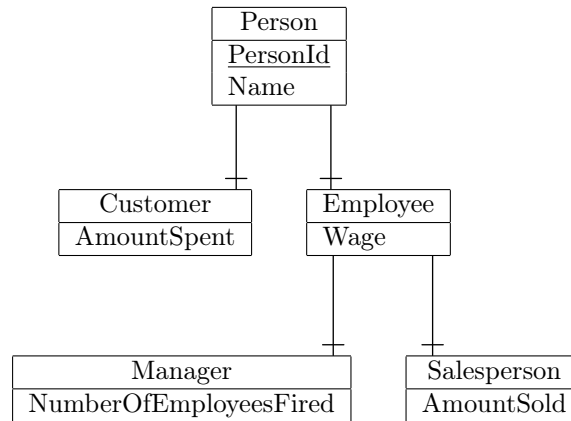 Person
PersonId
Name
Customer
AmountSpent
Employee
Wage
Manager
NumberOfEmployeesFired
Salesperson
AmountSold